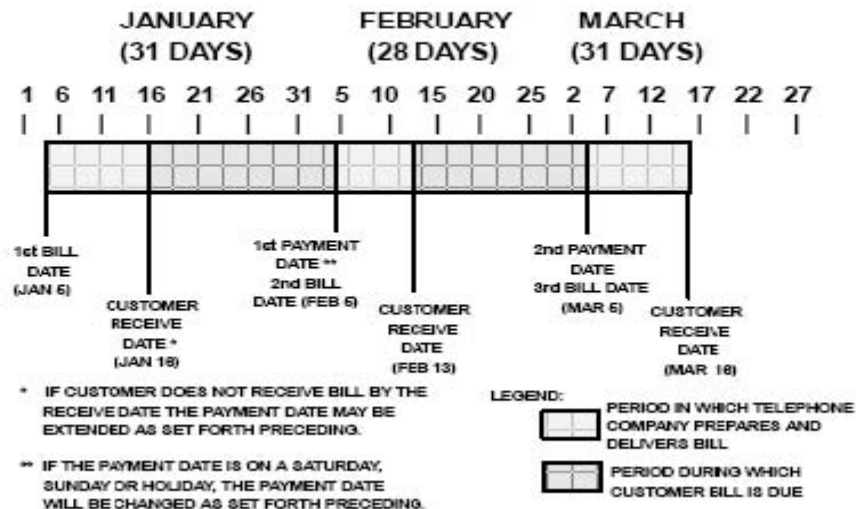 JANUARY FEBRUARY MARCH
(31 DAYS) (28 DAYS) (31 DAYS)
1 6 11 16 21 26 31 5 10 15 20 25 2 7 12 17 22 27
1st BILL
DATE
(JAN 5)
CUSTOMER
RECEIVE
DATE *
(JAN 16)
1st PAYMENT
DATE **
2nd BILL
DATE (FEB 5)
CUSTOMER
RECEIVE
DATE
(FEB 13)
2nd PAYMENT
DATE
3rd BILL DATE
(MAR 5)
CUSTOMER
RECEIVE
DATE
(MAR 16)
* IF CUSTOMER DOES NOT RECEIVE BILL BY THE
RECEIVE DATE THE PAYMENT DATE MAY BE
EXTENDED AS SET FORTH PRECEDING.
** IF THE PAYMENT DATE IS ON A SATURDAY,
SUNDAY OR HOLIDAY, THE PAYMENT DATE
WILL BE CHANGED AS SET FORTH PRECEDING.
LEGEND:
PERIOD IN WHICH TELEPHONE
COMPANY PREPARES AND
DELIVERS BILL
PERIOD DURING WHICH
CUSTOMER BILL IS DUE